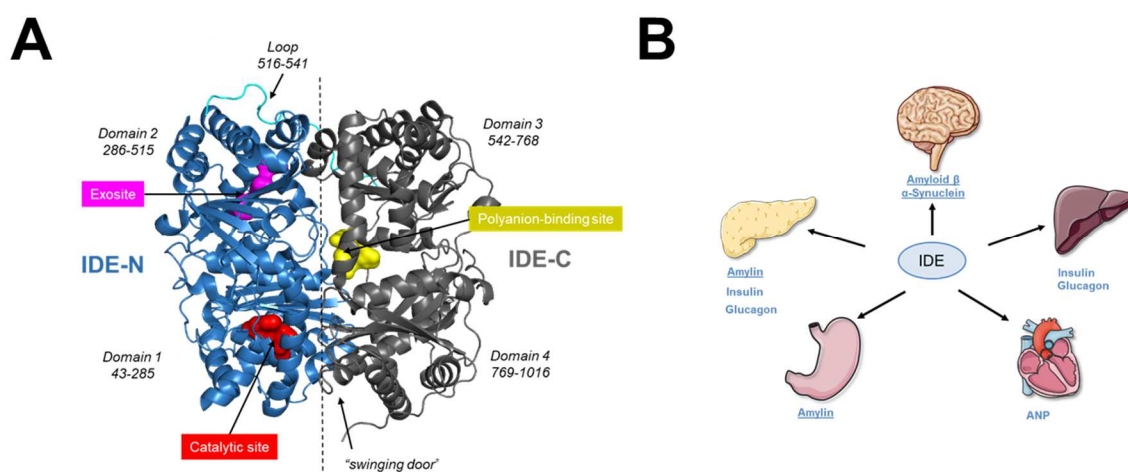 A
Loop
516-541
Domain 2
286-515
Domain 3
542-768
Exosite
Polyanion-binding site
IDE-N
IDE-C
Domain 1
43-285
Domain 4
769-1016
Catalytic site
"swinging door"
B
Amyloid β
α-Synuclein
IDE
Amylin
Insulin
Glucagon
Insulin
Glucagon
Amylin
ANP